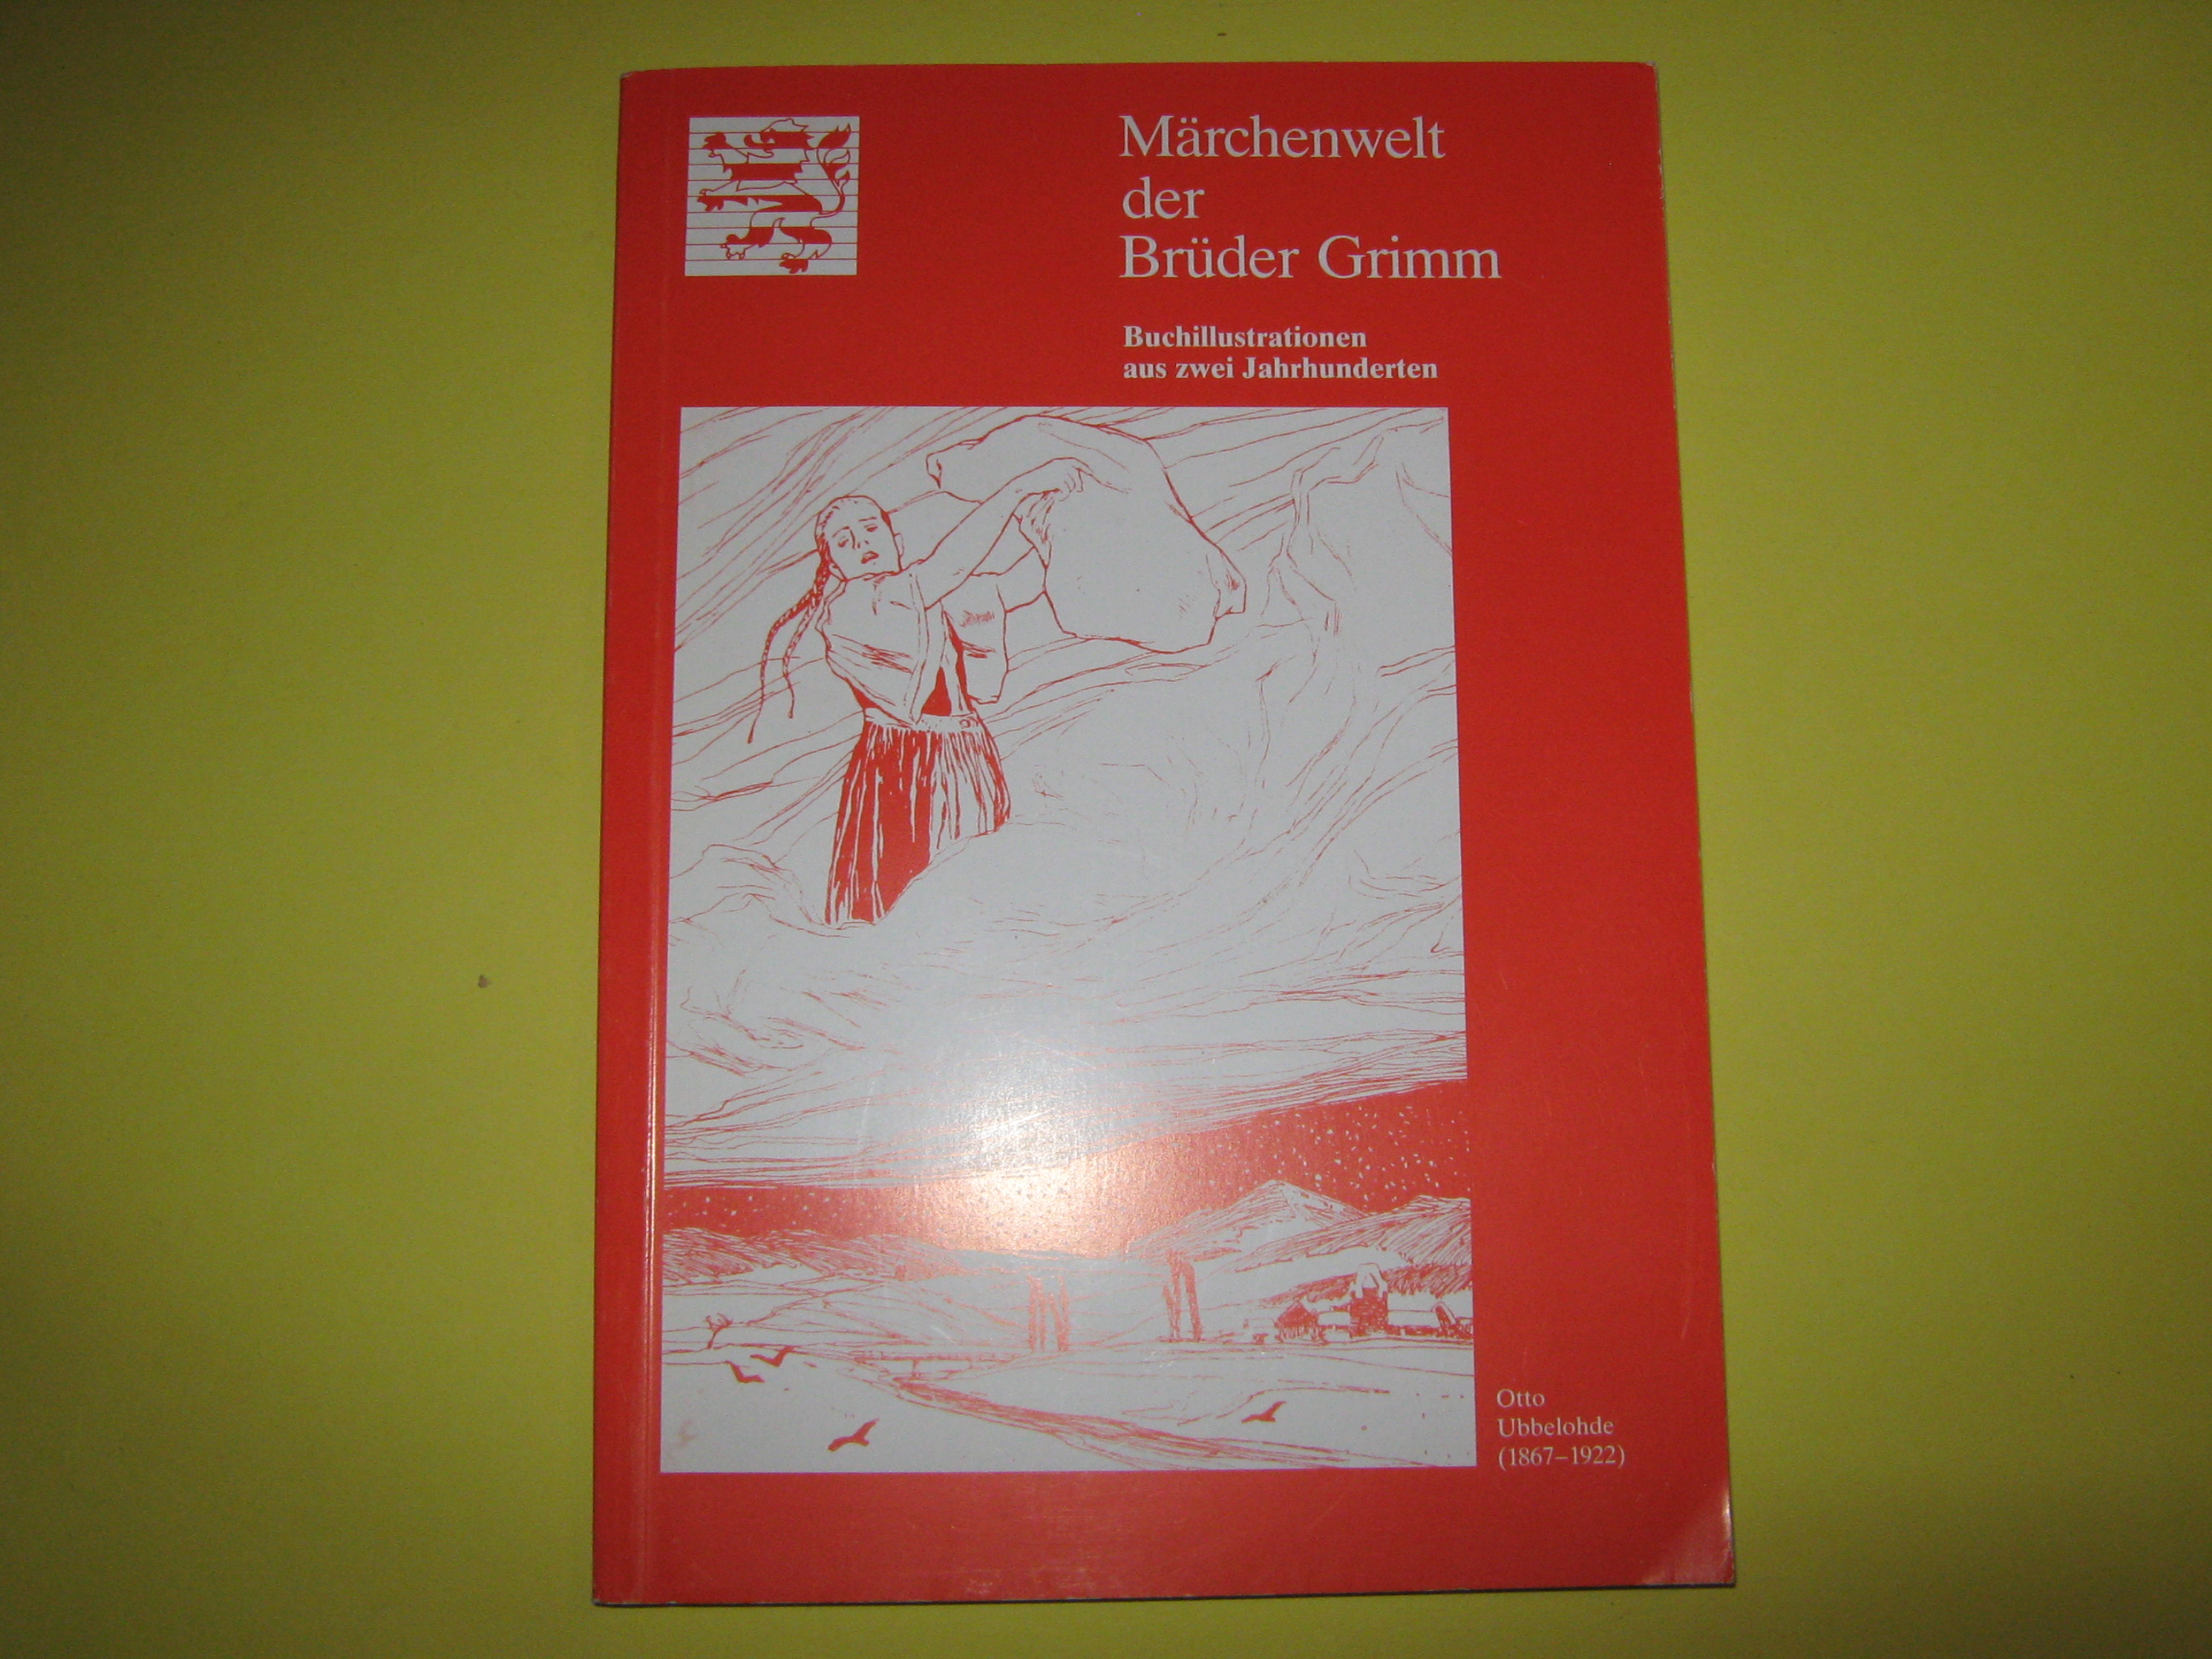 Märchenwelt
der
Brüder Grimm
Buchillustrationen
aus zwei Jahrhunderten
Otto
Ubbelohde
(1867–1922)